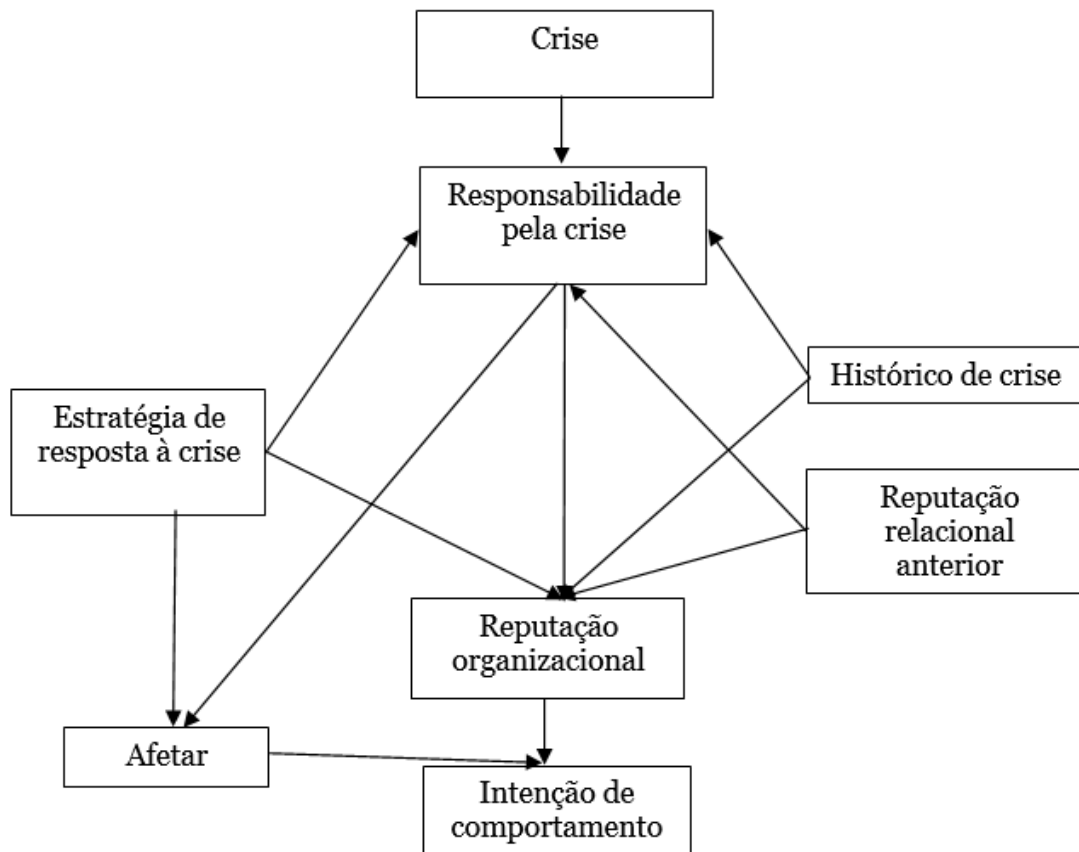 Crise
Responsabilidade
pela crise
Histórico de crise
Estratégia de
resposta à crise
Reputação
relacional
anterior
Reputação
organizacional
Afetar
Intenção de
comportamento